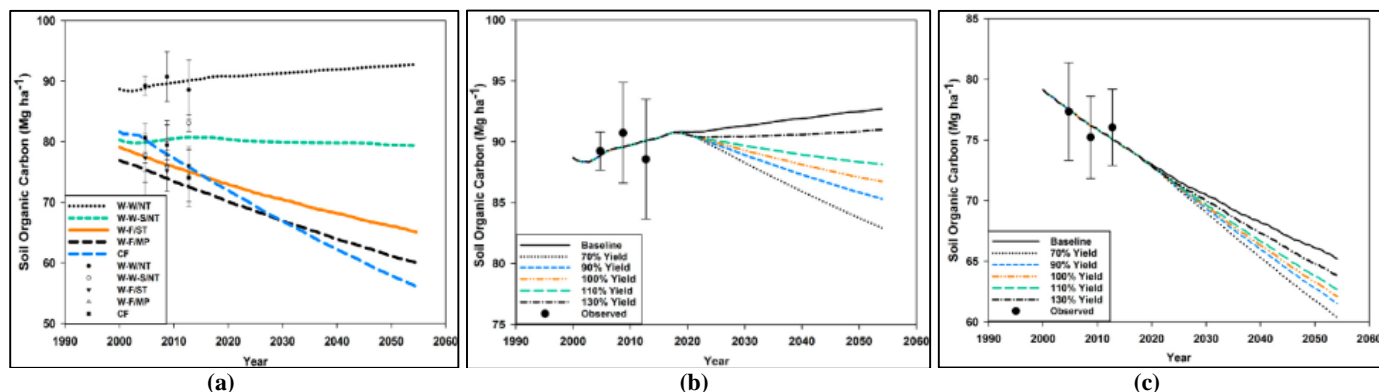 100
90
80
70
60
50
Soil Organic Carbon (Mg ha⁻¹)
W-W/NT
W-W-S/NT
W-F/ST
W-F/MP
CF
W-W/NT
W-W-S/NT
W-F/ST
W-F/MP
CF
1990 2000 2010 2020 2030 2040 2050 2060
Year
(a)
100
95
90
85
80
75
Soil Organic Carbon (Mg ha⁻¹)
Baseline
70% Yield
90% Yield
100% Yield
110% Yield
130% Yield
Observed
1990 2000 2010 2020 2030 2040 2050 2060
Year
(b)
85
80
75
70
65
60
Soil Organic Carbon (Mg ha⁻¹)
Baseline
70% Yield
90% Yield
100% Yield
110% Yield
130% Yield
Observed
1990 2000 2010 2020 2030 2040 2050 2060
Year
(c)